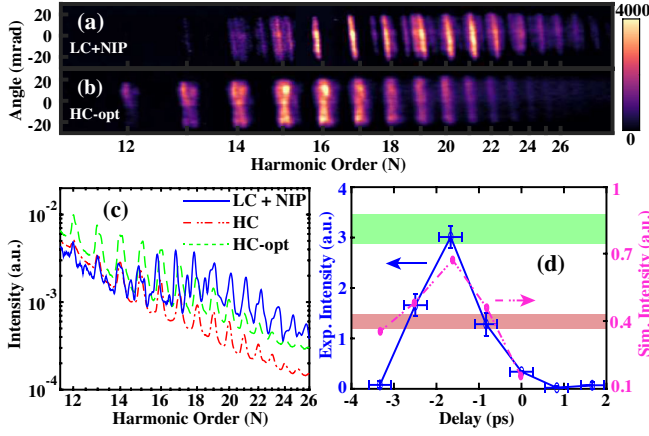 (a)
LC+NIP
20
0
-20
(b)
HC-opt
20
0
-20
Angle (mrad)
12 14 16 18 20 22 24 26
Harmonic Order (N)
4000
0
(c)
LC + NIP
HC
HC-opt
10-2
10-3
10-4
Intensity (a.u.)
12 14 16 18 20 22 23 24 26
Harmonic Order (N)
(d)
4
3
2
1
0
Exp. Intensity (a.u.)
-4 -3 -2 -1 0 1 2
Delay (ps)
1
0.7
0.4
0.1
Sim. Intensity (a.u.)